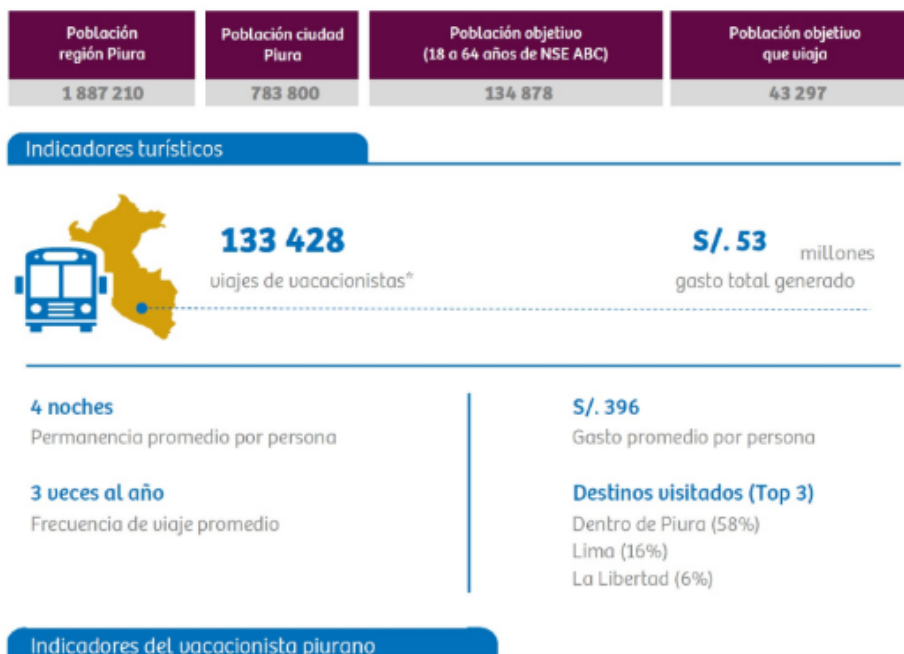 Población
región Piura
Población ciudad
Piura
Población objetivo
(18 a 64 años de NSE ABC)
Población objetivo
que viaja
1 887 210
783 800
134 878
43 297
Indicadores turísticos
133 428
viajes de vacacionistas*
S/. 53 millones
gasto total generado
4 noches
Permanencia promedio por persona
3 veces al año
Frecuencia de viaje promedio
S/. 396
Gasto promedio por persona
Destinos visitados (Top 3)
Dentro de Piura (58%)
Lima (16%)
La Libertad (6%)
Indicadores del vacacionista piurano